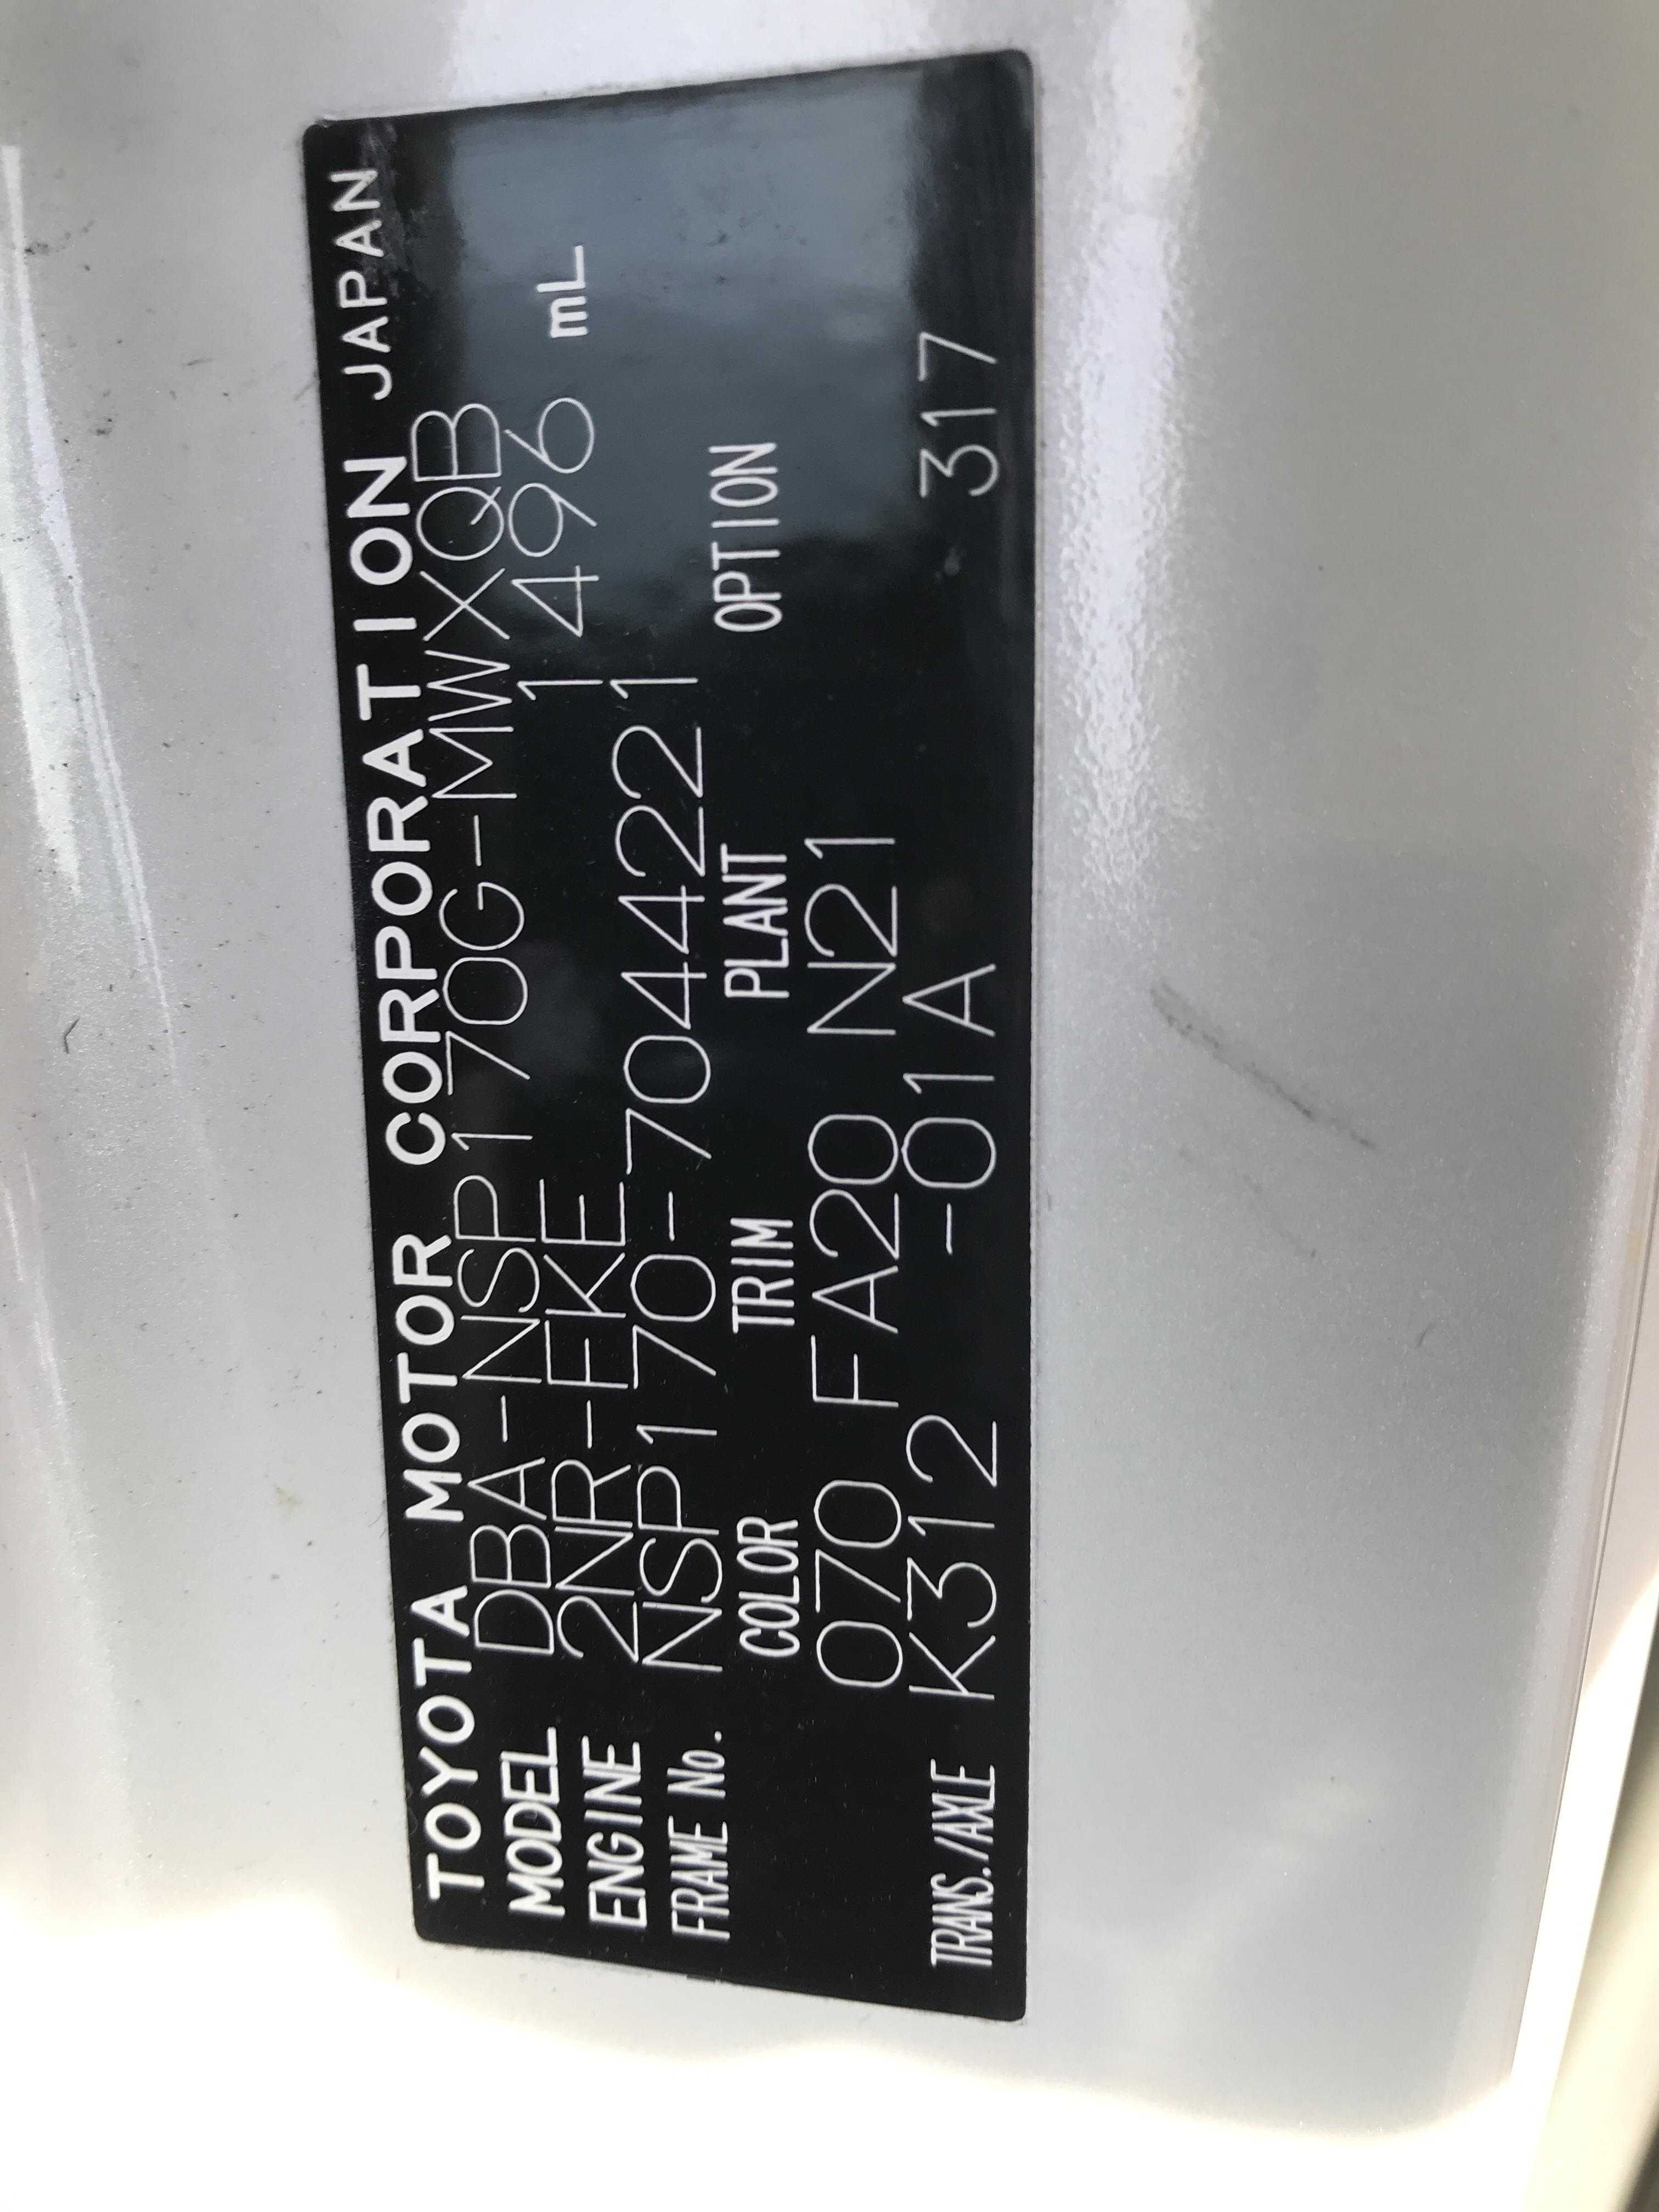 TOYOTA MOTOR CORPORATION JAPAN
MODEL DBA-NSP170G-MWXQB
ENGINE 2NR-FKE 1496 mL
FRAME No. NSP170-7044221
COLOR TRIM PLANT OPTION
070 FA20 N21
TRANS./AXLE K312 -01A 317